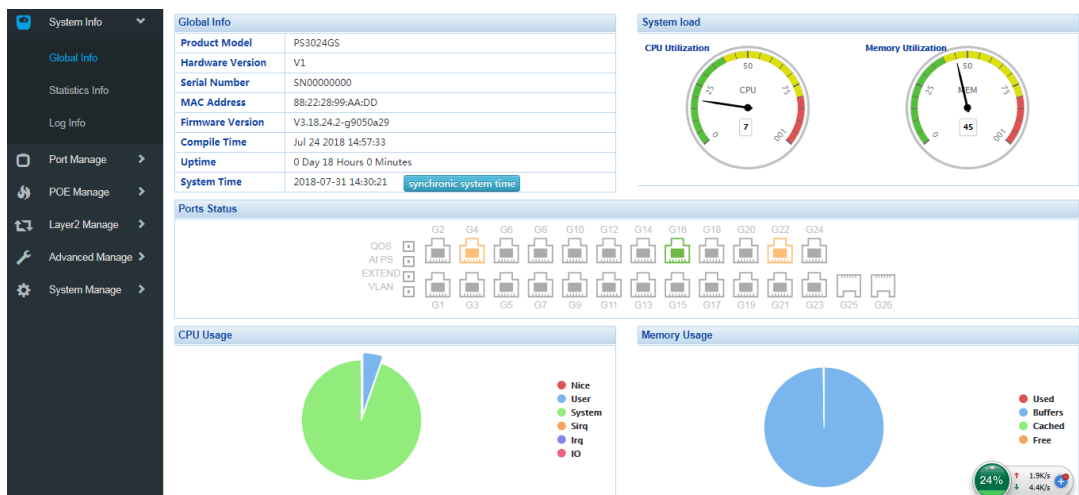 System Info
Global Info
Statistics Info
Log Info
Port Manage
POE Manage
Layer2 Manage
Advanced Manage
System Manage
Global Info
Product Model PS3024GS
Hardware Version V1
Serial Number SN00000000
MAC Address 88:22:28:99:AA:DD
Firmware Version V3.18.24.2-g9050a29
Compile Time Jul 24 2018 14:57:33
Uptime 0 Day 18 Hours 0 Minutes
System Time 2018-07-31 14:30:21 synchronic system time
System load
CPU Utilization
0 25 50 75 100
CPU
7
Memory Utilization
0 25 50 75 100
MEM
45
Ports Status
G2 G4 G6 G8 G10 G12 G14 G16 G18 G20 G22 G24
QOS
AI PS
EXTEND
VLAN
G1 G3 G5 G7 G9 G11 G13 G15 G17 G19 G21 G23 G25 G26
CPU Usage
Nice
User
System
Sirq
Irq
IO
Memory Usage
Used
Buffers
Cached
Free
24%
1.9K/s
4.4K/s